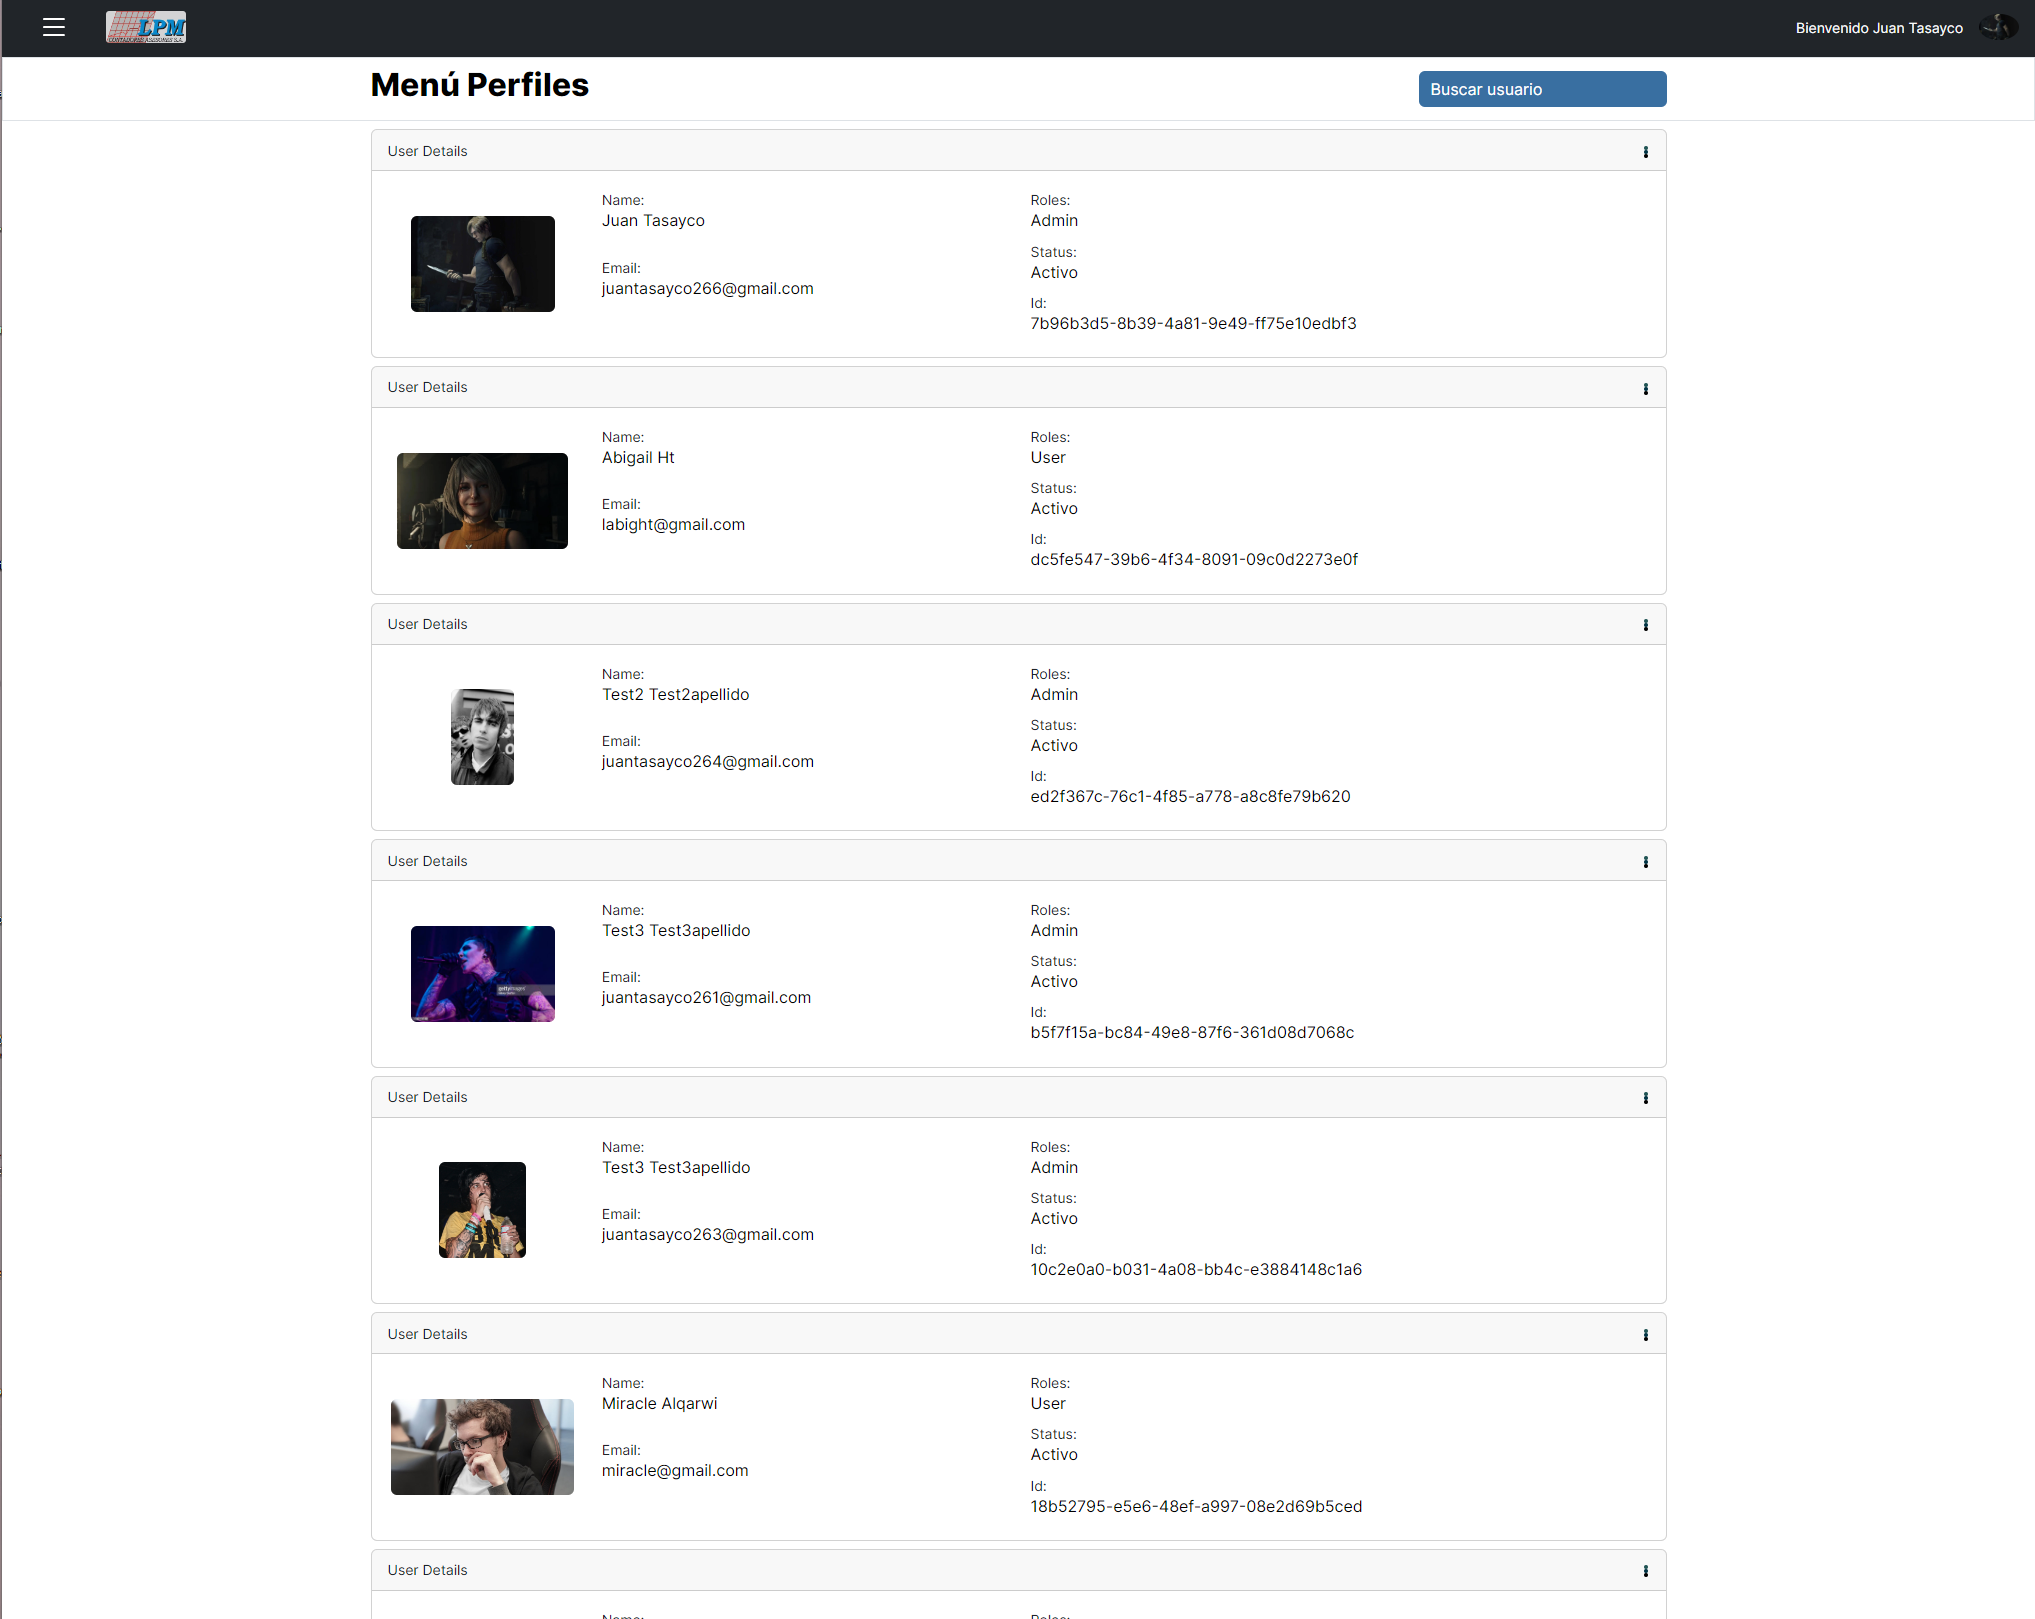 LPM
CONTADORES ASESORES S.A.
Bienvenido Juan Tasayco
Menú Perfiles
Buscar usuario
User Details
Name:
Juan Tasayco
Email:
juantasayco266@gmail.com
Roles:
Admin
Status:
Activo
Id:
7b96b3d5-8b39-4a81-9e49-ff75e10edbf3
User Details
Name:
Abigail Ht
Email:
labight@gmail.com
Roles:
User
Status:
Activo
Id:
dc5fe547-39b6-4f34-8091-09c0d2273e0f
User Details
Name:
Test2 Test2apellido
Email:
juantasayco264@gmail.com
Roles:
Admin
Status:
Activo
Id:
ed2f367c-76c1-4f85-a778-a8c8fe79b620
User Details
gettyimages
Name:
Test3 Test3apellido
Email:
juantasayco261@gmail.com
Roles:
Admin
Status:
Activo
Id:
b5f7f15a-bc84-49e8-87f6-361d08d7068c
User Details
Name:
Test3 Test3apellido
Email:
juantasayco263@gmail.com
Roles:
Admin
Status:
Activo
Id:
10c2e0a0-b031-4a08-bb4c-e3884148c1a6
User Details
Name:
Miracle Alqarwi
Email:
miracle@gmail.com
Roles:
User
Status:
Activo
Id:
18b52795-e5e6-48ef-a997-08e2d69b5ced
User Details
Name:
Roles: